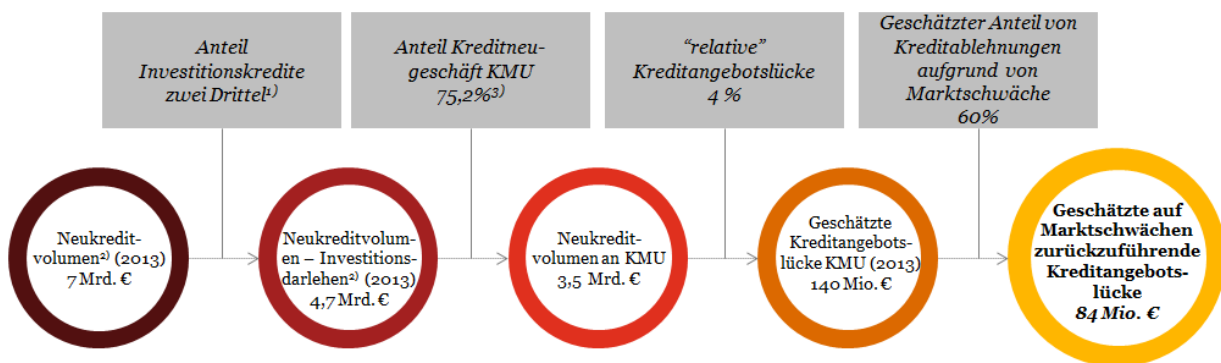 Anteil
Investitionskredite
zwei Drittel¹⁾
Anteil Kreditneu-
geschäft KMU
75,2%³⁾
“relative”
Kreditangebotslücke
4 %
Geschätzter Anteil von
Kreditablehnungen
aufgrund von
Marktschwäche
60%
Neukredit-
volumen²⁾ (2013)
7 Mrd. €
Neukreditvolum-
en – Investitions-
darlehen²⁾ (2013)
4,7 Mrd. €
Neukredit-
volumen an KMU
3,5 Mrd. €
Geschätzte
Kreditangebots-
lücke KMU (2013)
140 Mio. €
Geschätzte auf
Marktschwächen
zurückzuführende
Kreditangebots-
lücke
84 Mio. €